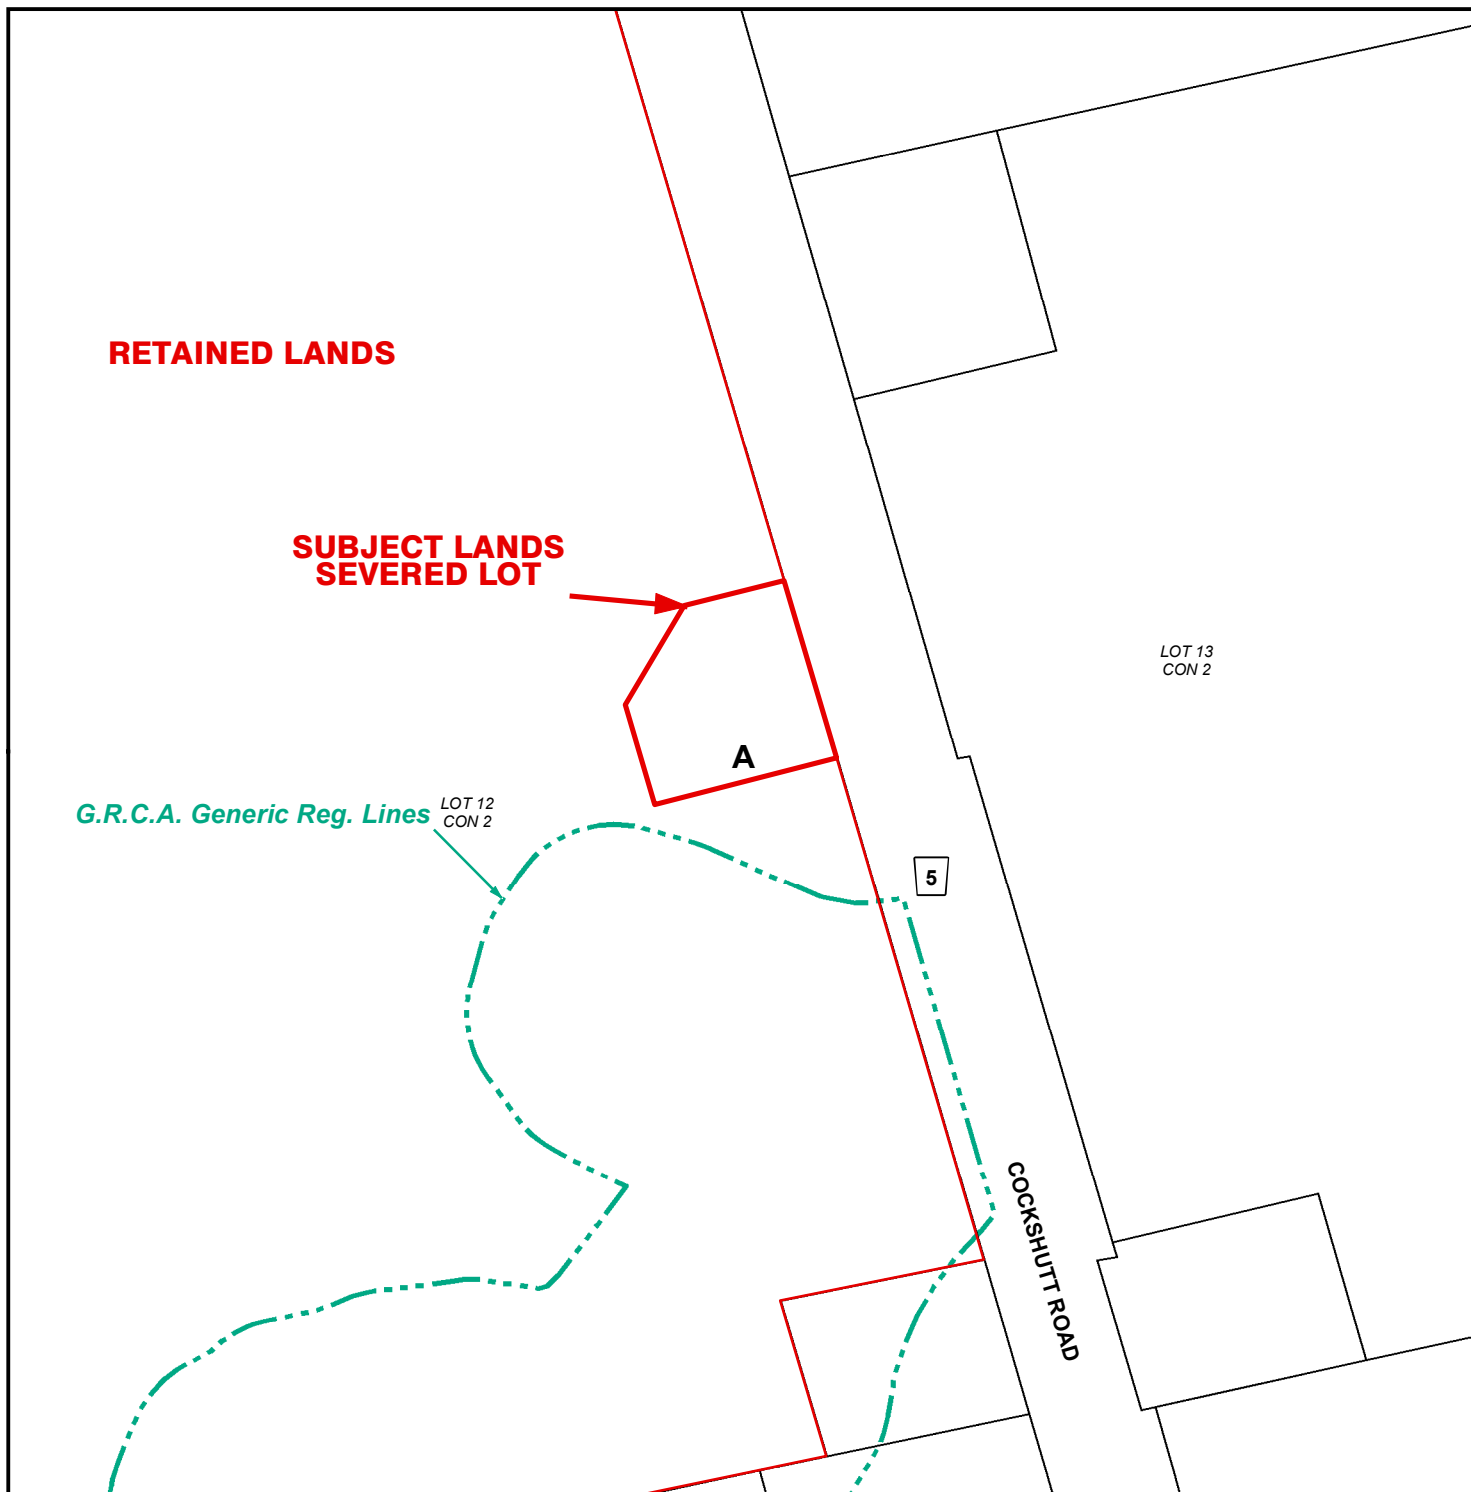 RETAINED LANDS
SUBJECT LANDS
SEVERED LOT
LOT 13
CON 2
A
G.R.C.A. Generic Reg. Lines
LOT 12
CON 2
5
COCKSHUTT ROAD